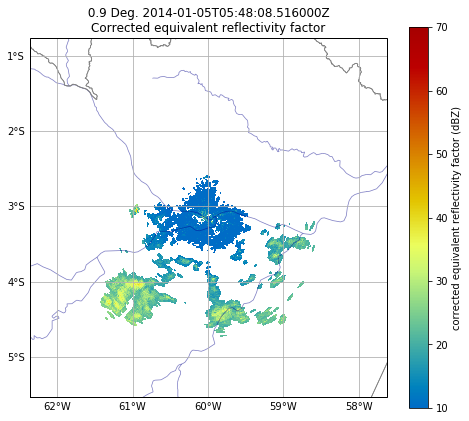 0.9 Deg. 2014-01-05T05:48:08.516000Z
Corrected equivalent reflectivity factor
1°S
2°S
3°S
4°S
5°S
62°W
61°W
60°W
59°W
58°W
70
60
50
40
30
20
10
corrected equivalent reflectivity factor (dBZ)